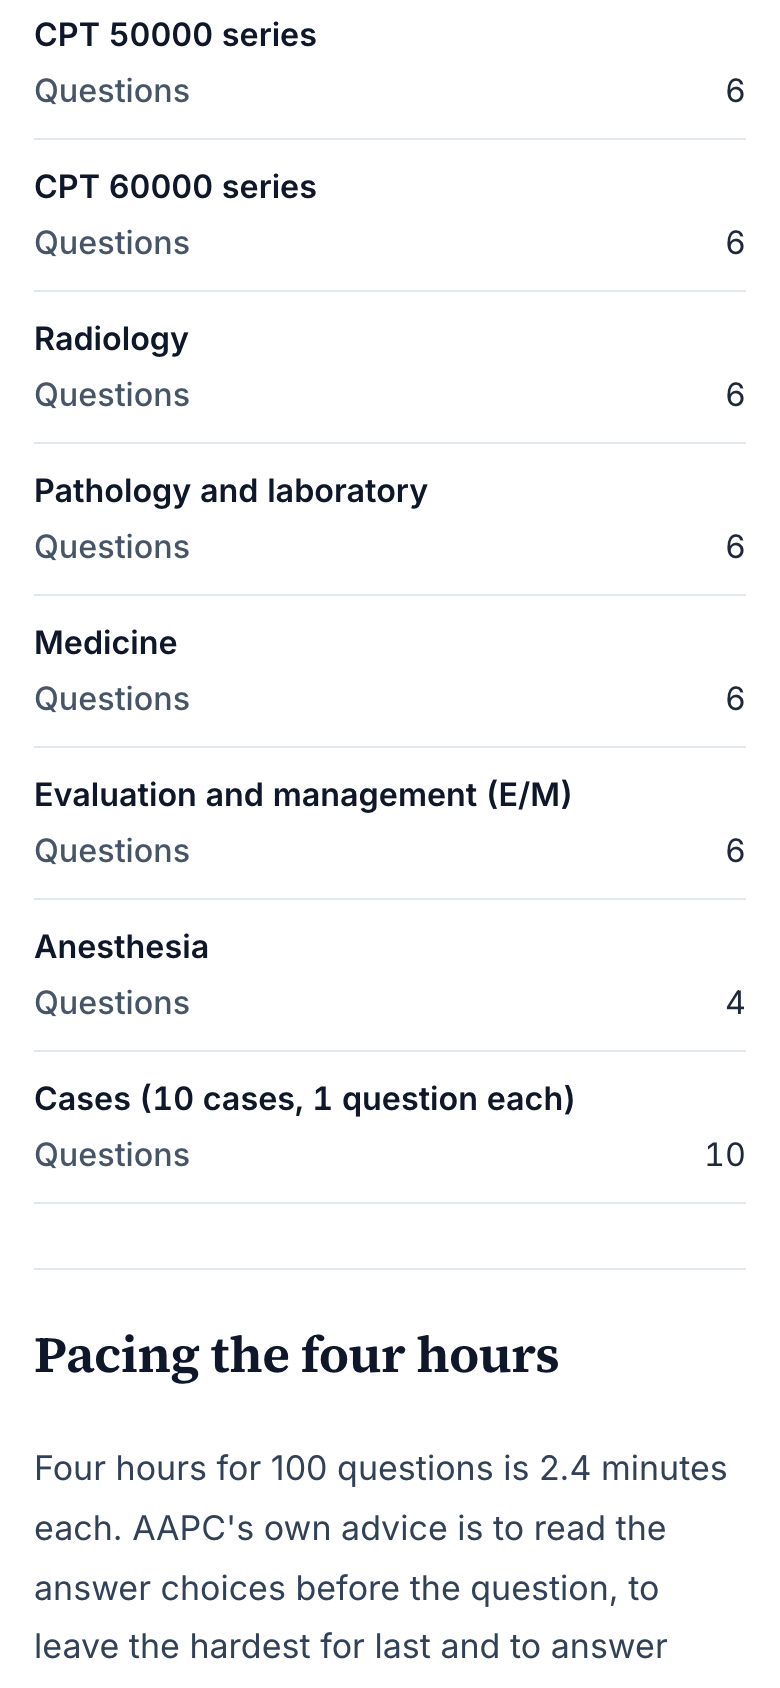 CPT 50000 series
Questions 6
CPT 60000 series
Questions 6
Radiology
Questions 6
Pathology and laboratory
Questions 6
Medicine
Questions 6
Evaluation and management (E/M)
Questions 6
Anesthesia
Questions 4
Cases (10 cases, 1 question each)
Questions 10
Pacing the four hours
Four hours for 100 questions is 2.4 minutes
each. AAPC's own advice is to read the
answer choices before the question, to
leave the hardest for last and to answer